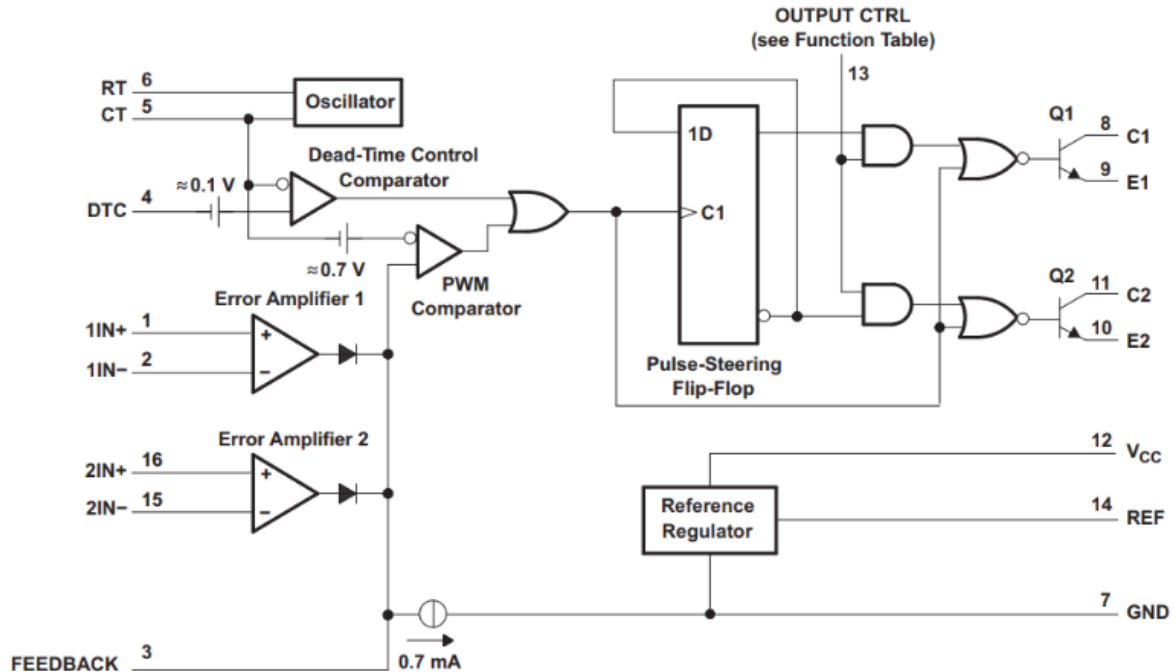 OUTPUT CTRL
(see Function Table)
13
RT 6
CT 5
Oscillator
Dead-Time Control
Comparator
≈0.1 V
DTC 4
≈0.7 V
PWM
Comparator
1D
C1
Pulse-Steering
Flip-Flop
Q1
8 C1
9 E1
Q2
11 C2
10 E2
Error Amplifier 1
1IN+ 1
1IN− 2
+
−
Error Amplifier 2
2IN+ 16
2IN− 15
+
−
12 VCC
Reference
Regulator
14 REF
7 GND
0.7 mA
FEEDBACK 3